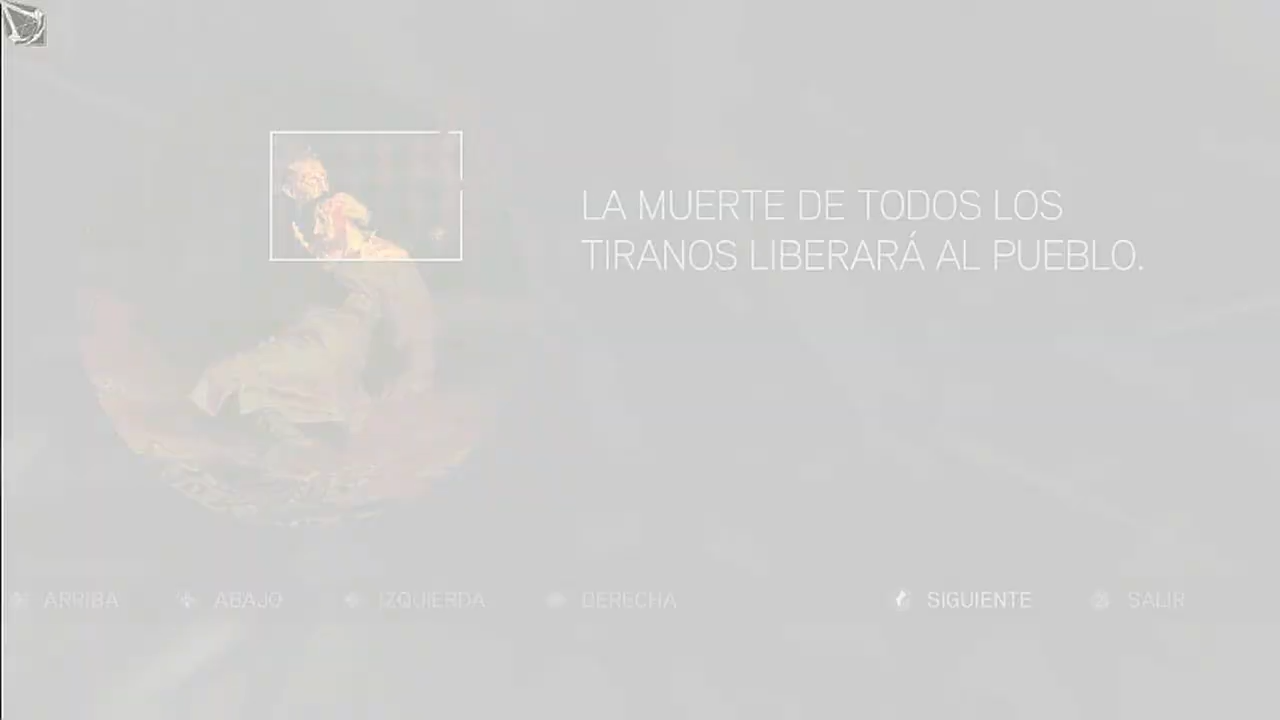 LA MUERTE DE TODOS LOS
TIRANOS LIBERARÁ AL PUEBLO.
ARRIBA ABAJO IZQUIERDA DERECHA SIGUIENTE SALIR